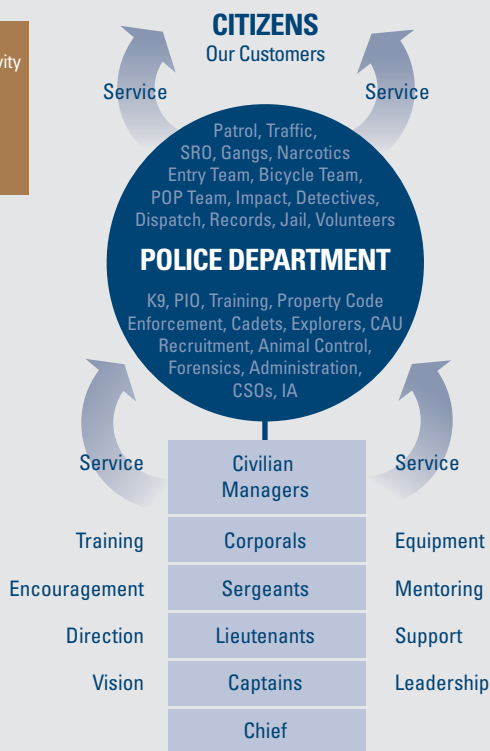 CITIZENS
Our Customers
Service
Service
Patrol, Traffic,
SRO, Gangs, Narcotics
Entry Team, Bicycle Team,
POP Team, Impact, Detectives,
Dispatch, Records, Jail, Volunteers
POLICE DEPARTMENT
K9, PIO, Training, Property Code
Enforcement, Cadets, Explorers, CAU
Recruitment, Animal Control,
Forensics, Administration,
CSOs, IA
Service
Civilian
Managers
Service
Training
Corporals
Equipment
Encouragement
Sergeants
Mentoring
Direction
Lieutenants
Support
Vision
Captains
Leadership
Chief